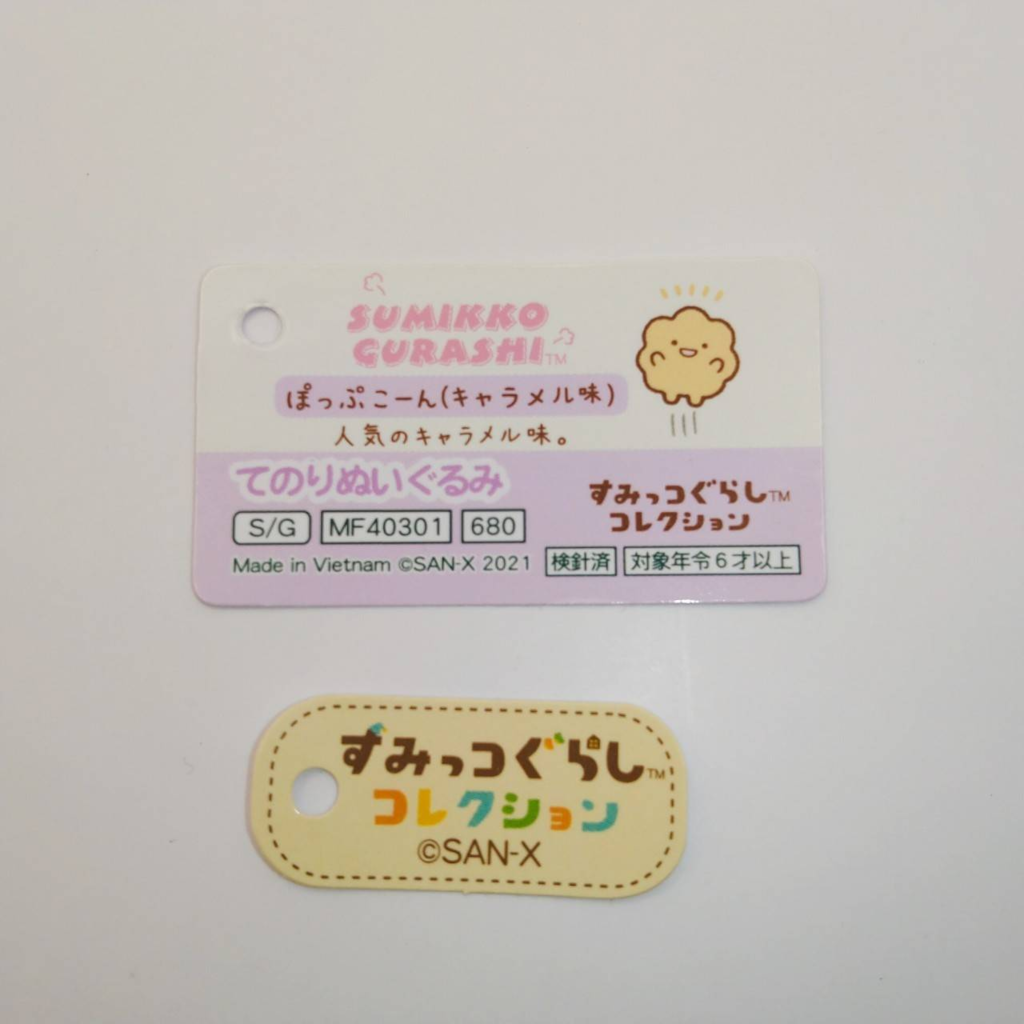 SUMIKKO
GURASHI™
ぽっぷこーん(キャラメル味)
人気のキャラメル味。
てのりぬいぐるみ
すみっコぐらし™
コレクション
S/G MF40301 680
Made in Vietnam ©SAN-X 2021 検針済 対象年令6才以上
すみっコぐらし™
コレクション
©SAN-X